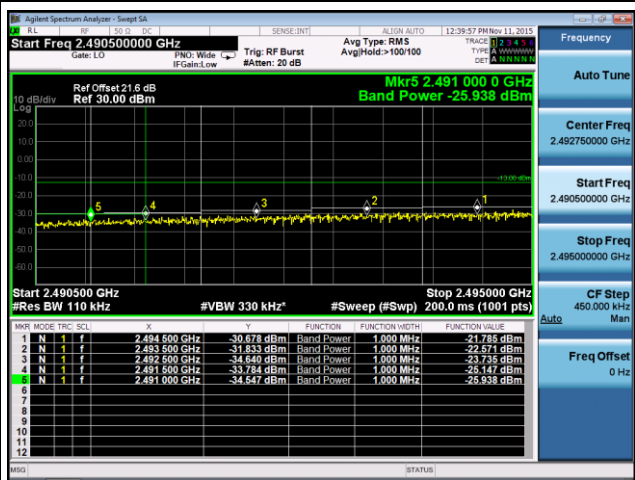 Agilent Spectrum Analyzer - Swept SA
RL RF 50 Ω DC SENSE:INT ALIGN AUTO 12:39:57 PM Nov 11, 2015
Start Freq 2.490500000 GHz
Gate: LO
PNO: Wide
IFGain:Low
Trig: RF Burst
#Atten: 20 dB
Avg Type: RMS
Avg|Hold:>100/100
TRACE 1 2 3 4 5 6
TYPE A WWWWW
DET A N N N N N
Ref Offset 21.6 dB
Ref 30.00 dBm
10 dB/div
Log
Mkr5 2.491 000 0 GHz
Band Power -25.938 dBm
20.0
10.0
0.00
-10.0
-13.00 dBm
-20.0
-30.0
-40.0
-50.0
-60.0
5 4 3 2 1
Start 2.490500 GHz Stop 2.495000 GHz
#Res BW 110 kHz #VBW 330 kHz* #Sweep (#Swp) 200.0 ms (1001 pts)
MKR MODE TRC SCL X Y FUNCTION FUNCTION WIDTH FUNCTION VALUE
1 N 1 f 2.494 500 GHz -30.678 dBm Band Power 1.000 MHz -21.785 dBm
2 N 1 f 2.493 500 GHz -31.833 dBm Band Power 1.000 MHz -22.571 dBm
3 N 1 f 2.492 500 GHz -34.640 dBm Band Power 1.000 MHz -23.735 dBm
4 N 1 f 2.491 500 GHz -33.784 dBm Band Power 1.000 MHz -25.147 dBm
5 N 1 f 2.491 000 GHz -34.547 dBm Band Power 1.000 MHz -25.938 dBm
6
7
8
9
10
11
12
MSG STATUS
Frequency
Auto Tune
Center Freq
2.492750000 GHz
Start Freq
2.490500000 GHz
Stop Freq
2.495000000 GHz
CF Step
450.000 kHz
Auto Man
Freq Offset
0 Hz